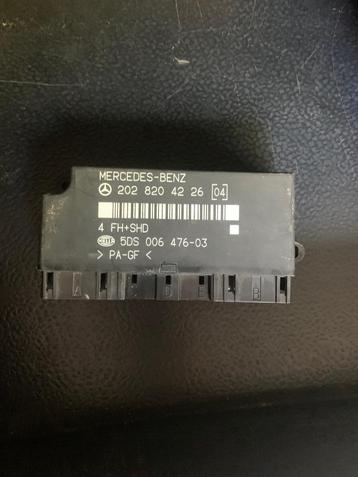 MERCEDES-BENZ
202 820 42 26 [04]
4 FH+SHD
5DS 006 476-03
> PA-GF <